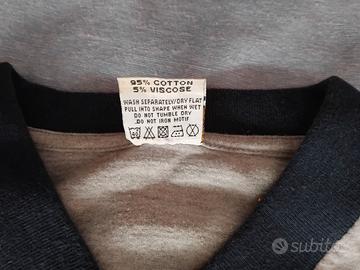 95% COTTON
5% VISCOSE
WASH SEPARATELY/DRY FLAT
PULL INTO SHAPE WHEN WET
DO NOT TUMBLE DRY
DO NOT IRON MOTIF
subito